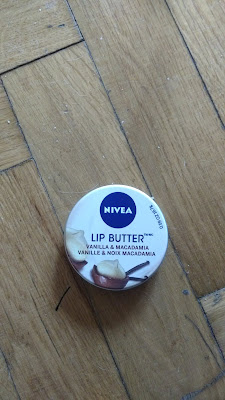 NIVEA
LIP BUTTER
VANILLA & MACADAMIA
VANILLE & NOIX MACADAMIA